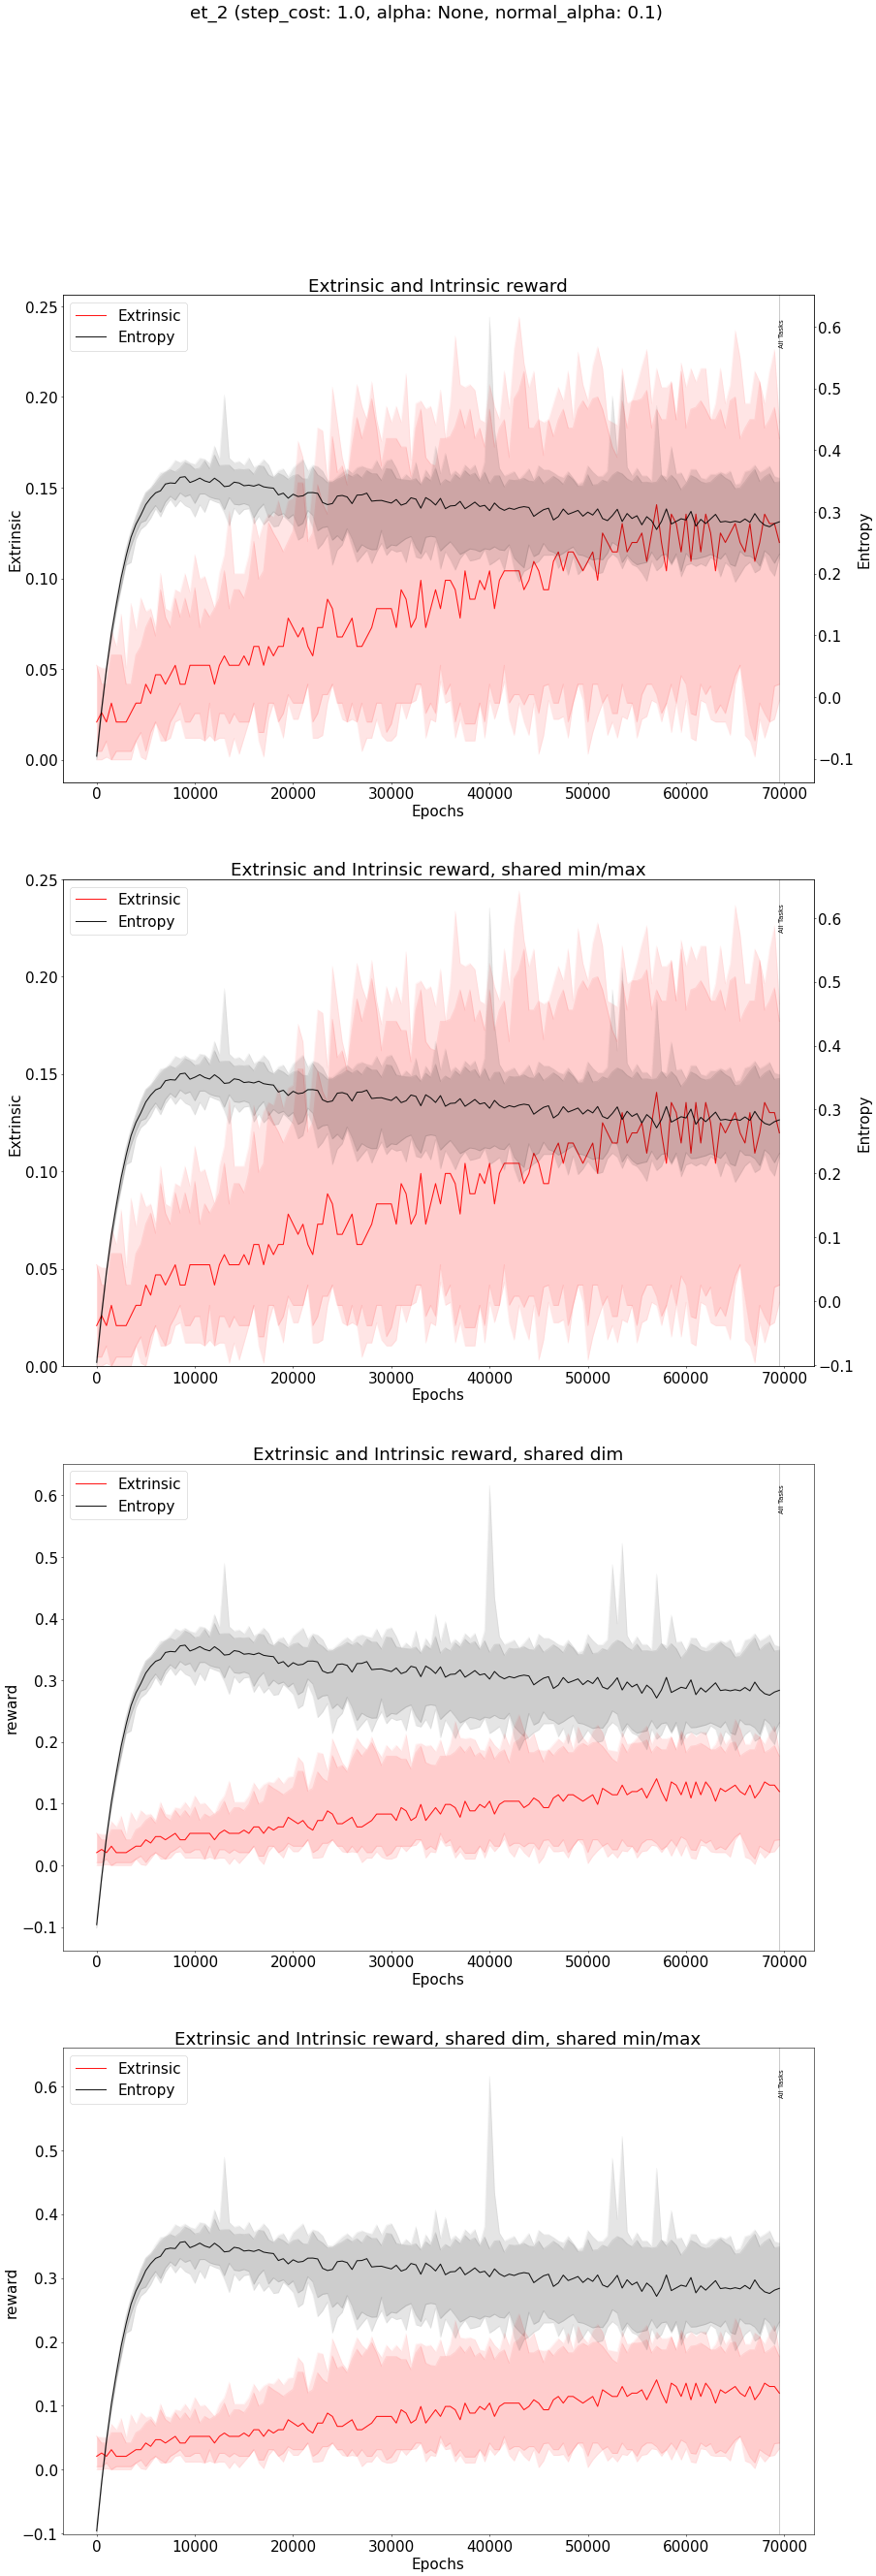 et_2 (step_cost: 1.0, alpha: None, normal_alpha: 0.1)
Extrinsic and Intrinsic reward
Extrinsic
Entropy
All Tasks
0.25
0.20
0.15
0.10
0.05
0.00
Extrinsic
0.6
0.5
0.4
0.3
0.2
0.1
0.0
−0.1
Entropy
0 10000 20000 30000 40000 50000 60000 70000
Epochs
Extrinsic and Intrinsic reward, shared min/max
Extrinsic
Entropy
All Tasks
0.25
0.20
0.15
0.10
0.05
0.00
Extrinsic
0.6
0.5
0.4
0.3
0.2
0.1
0.0
−0.1
Entropy
0 10000 20000 30000 40000 50000 60000 70000
Epochs
Extrinsic and Intrinsic reward, shared dim
Extrinsic
Entropy
All Tasks
0.6
0.5
0.4
0.3
0.2
0.1
0.0
−0.1
reward
0 10000 20000 30000 40000 50000 60000 70000
Epochs
Extrinsic and Intrinsic reward, shared dim, shared min/max
Extrinsic
Entropy
All Tasks
0.6
0.5
0.4
0.3
0.2
0.1
0.0
−0.1
reward
0 10000 20000 30000 40000 50000 60000 70000
Epochs